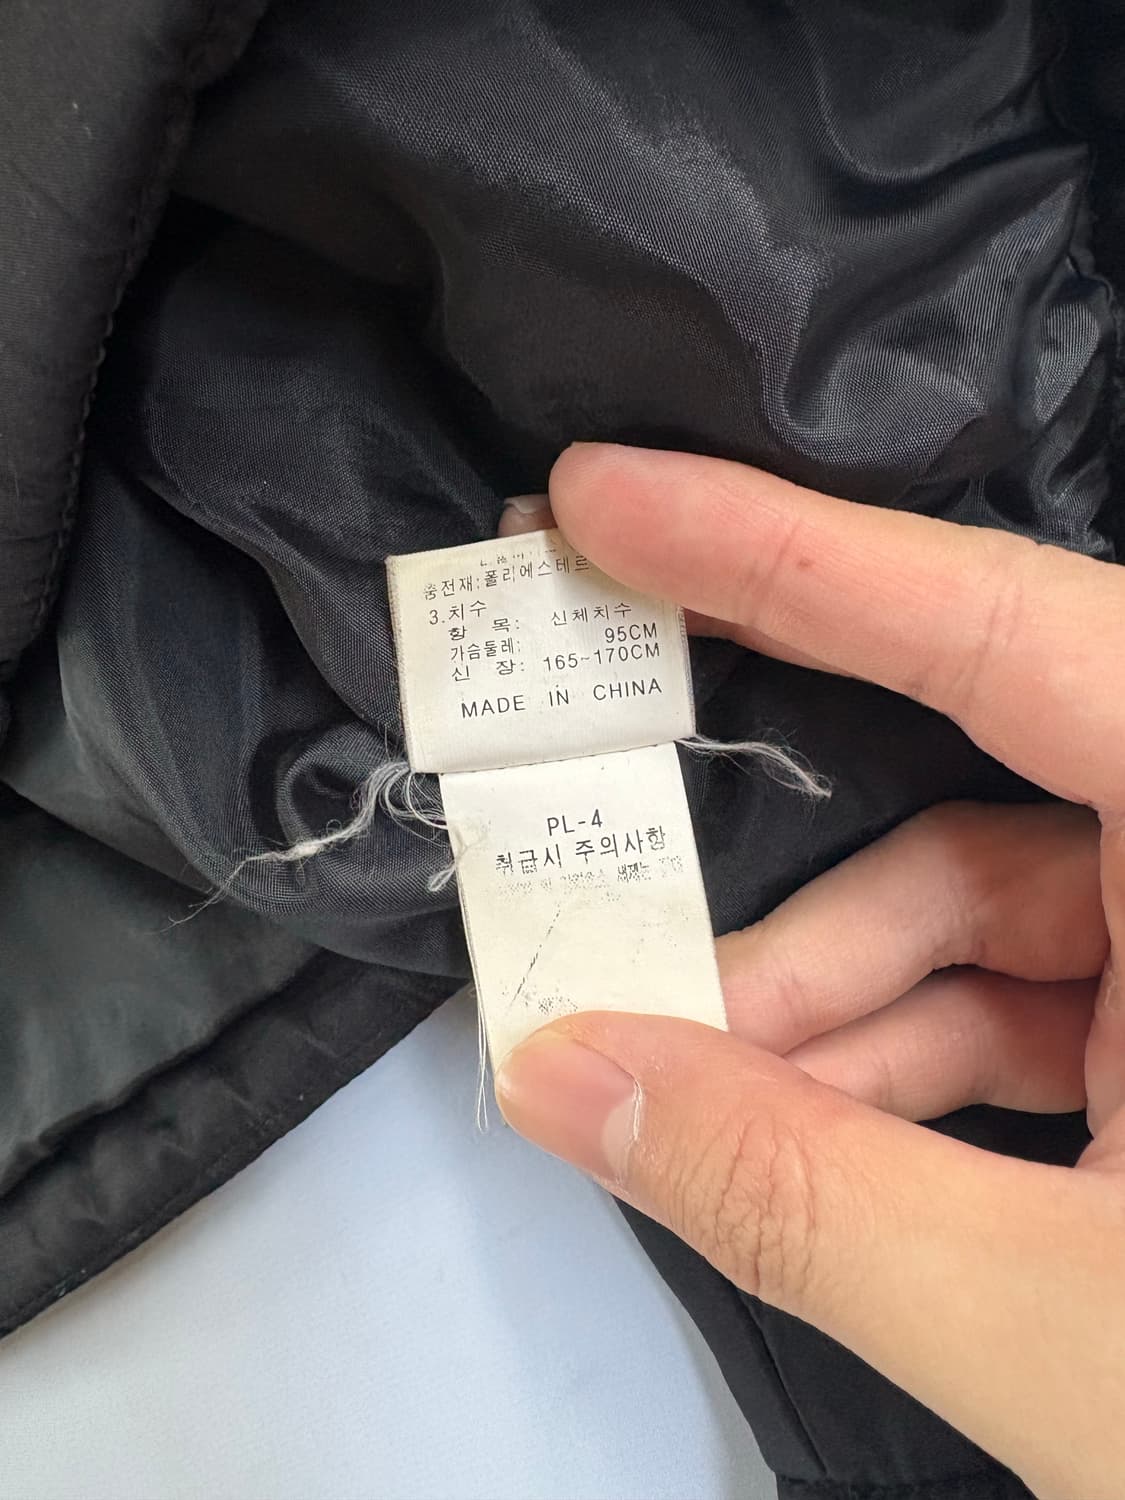 충전재:폴리에스테르
3.치수
항 목: 신체치수
가슴둘레: 95CM
신 장: 165~170CM
MADE IN CHINA
PL-4
취급시 주의사항